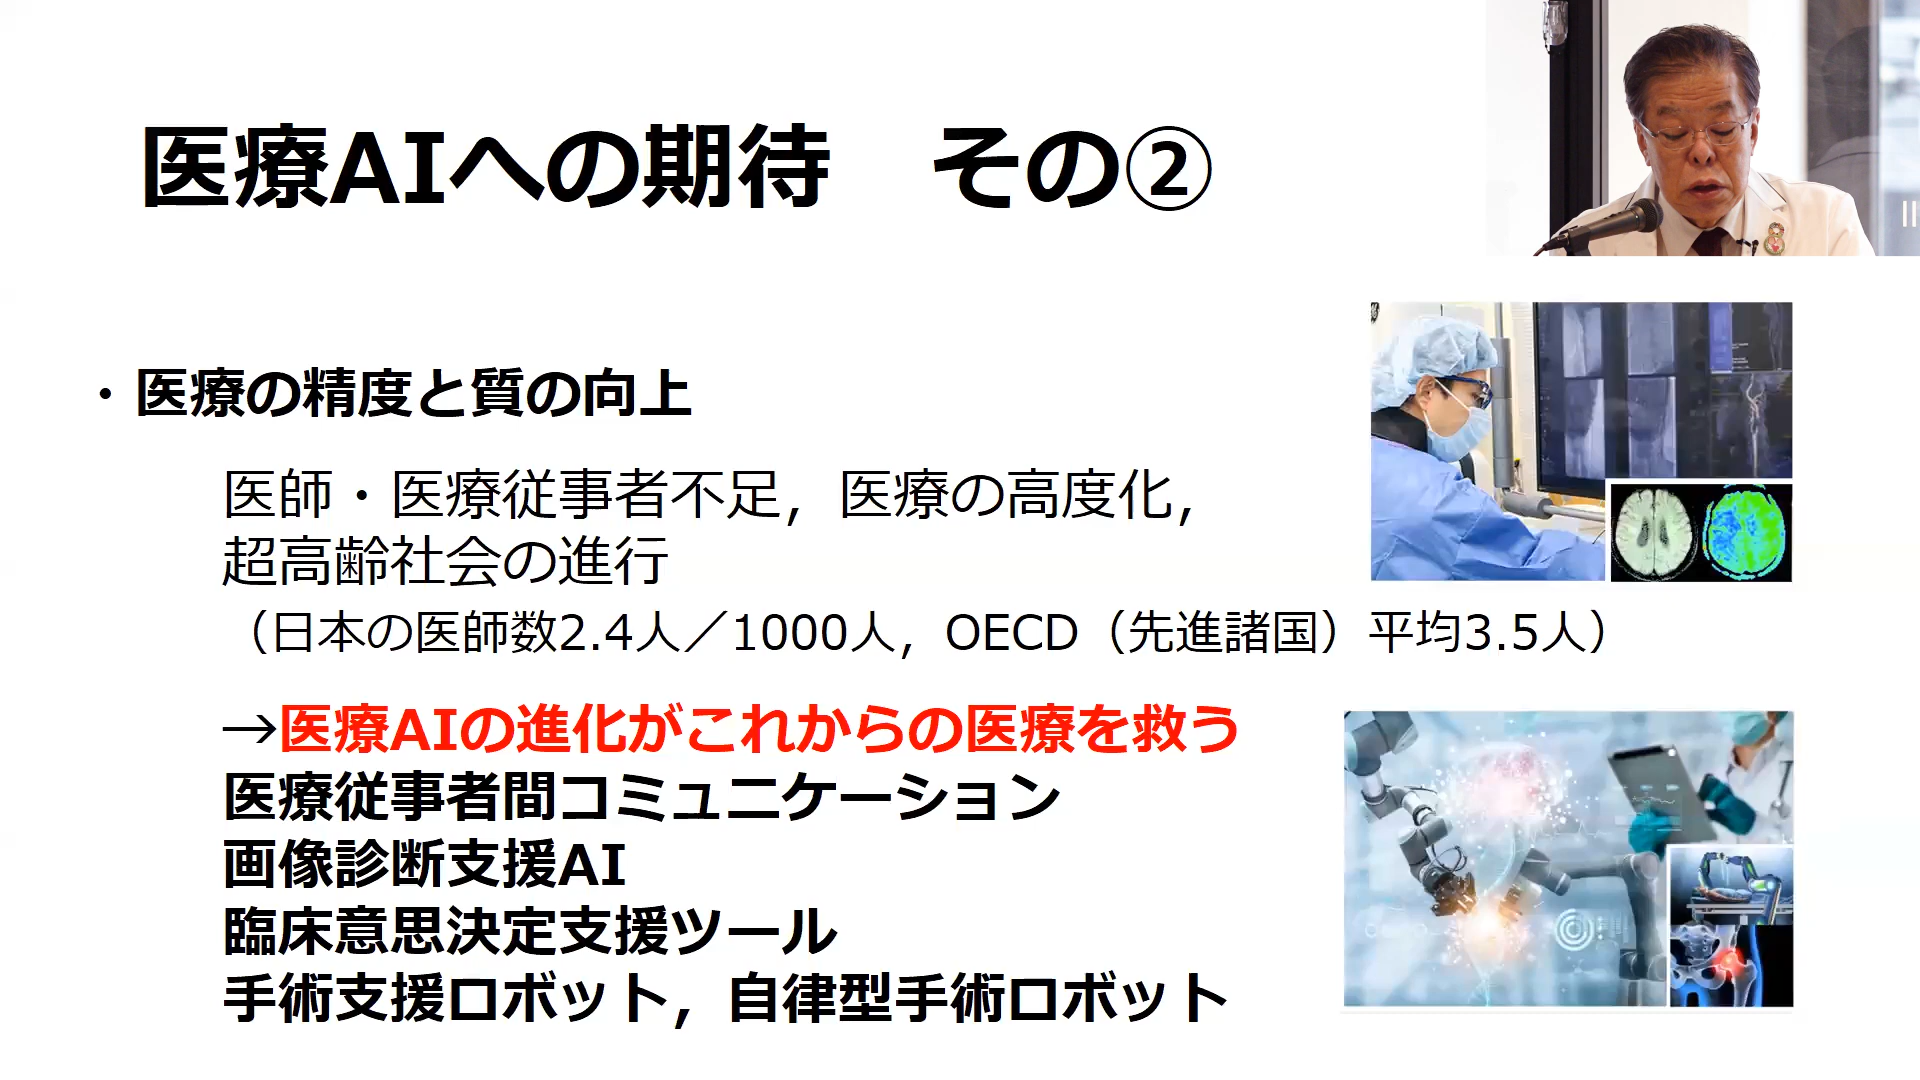 医療AIへの期待　その②
・医療の精度と質の向上
医師・医療従事者不足，医療の高度化，
超高齢社会の進行
（日本の医師数2.4人／1000人，OECD（先進諸国）平均3.5人）
→医療AIの進化がこれからの医療を救う
医療従事者間コミュニケーション
画像診断支援AI
臨床意思決定支援ツール
手術支援ロボット，自律型手術ロボット